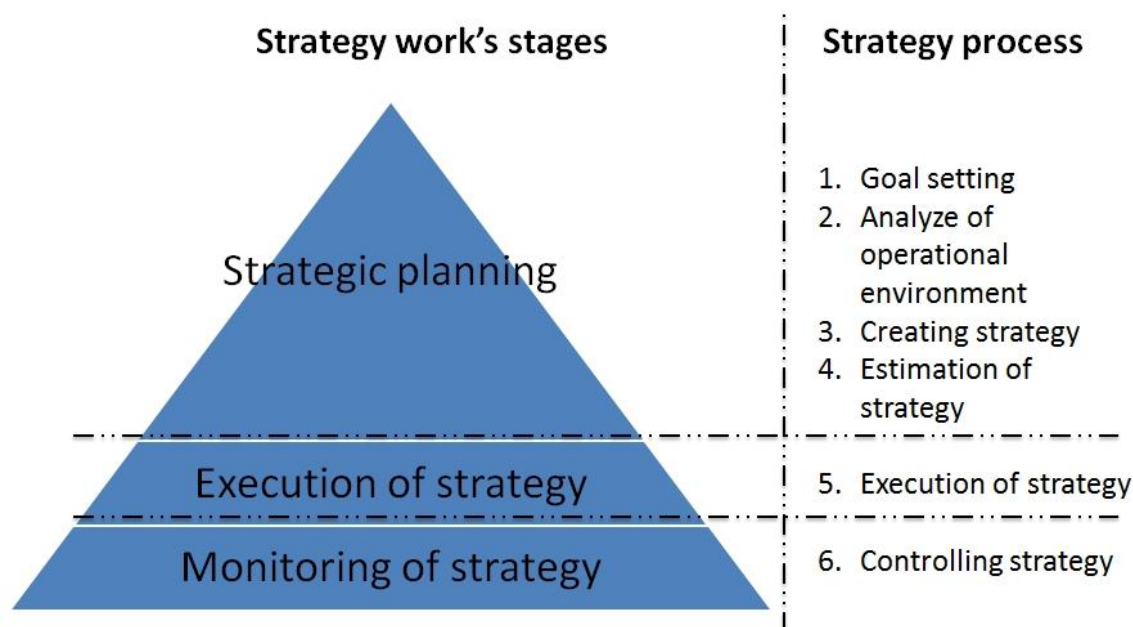 Strategy work's stages
Strategy process
Strategic planning
1. Goal setting
2. Analyze of
operational
environment
3. Creating strategy
4. Estimation of
strategy
Execution of strategy
5. Execution of strategy
Monitoring of strategy
6. Controlling strategy